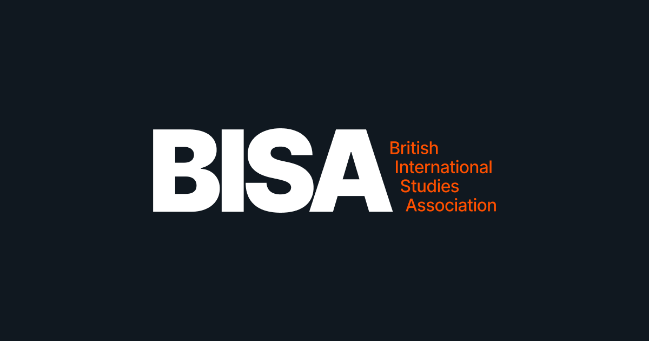 BISA
British
International
Studies
Association